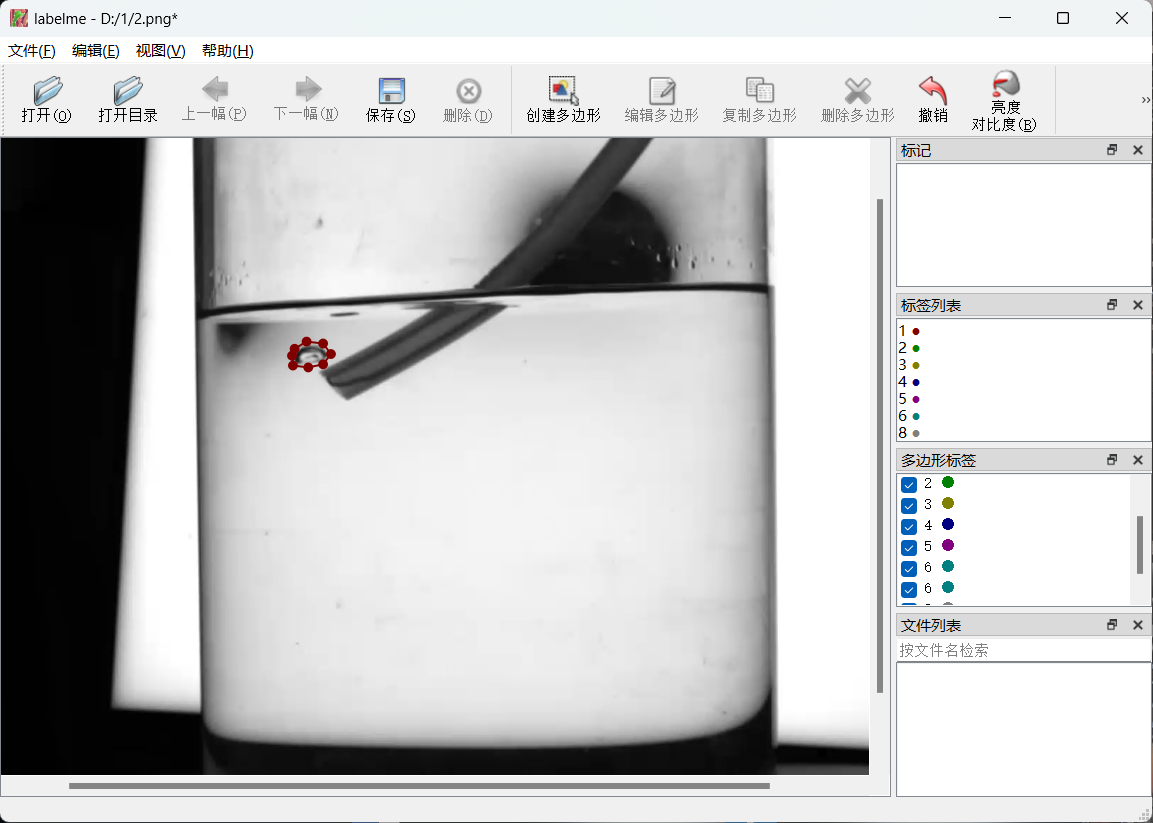 labelme - D:/1/2.png*
文件(F) 编辑(E) 视图(V) 帮助(H)
打开(O) 打开目录 上一幅(P) 下一幅(N) 保存(S) 删除(D) 创建多边形 编辑多边形 复制多边形 删除多边形 撤销 亮度
对比度(B)
标记
标签列表
1
2
3
4
5
6
8
多边形标签
2
3
4
5
6
6
文件列表
按文件名检索